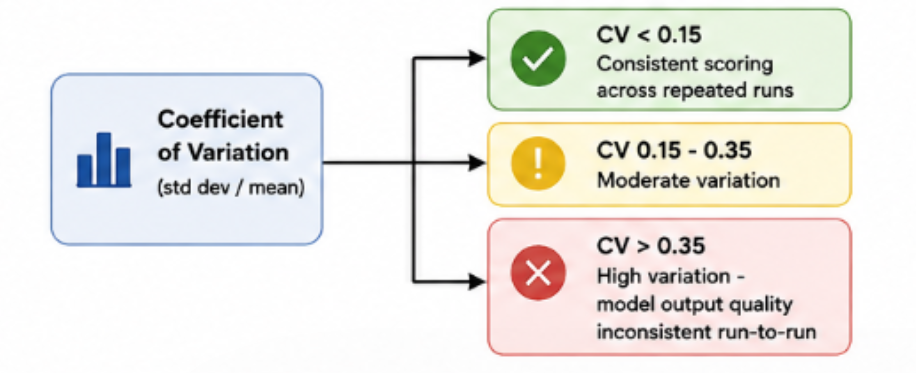 Coefficient
of Variation
(std dev / mean)
CV < 0.15
Consistent scoring
across repeated runs
CV 0.15 - 0.35
Moderate variation
CV > 0.35
High variation -
model output quality
inconsistent run-to-run